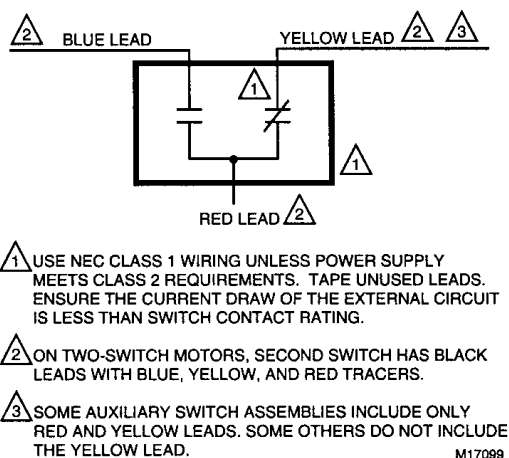 2 BLUE LEAD
YELLOW LEAD 2 3
1
1
RED LEAD 2
1 USE NEC CLASS 1 WIRING UNLESS POWER SUPPLY
MEETS CLASS 2 REQUIREMENTS. TAPE UNUSED LEADS.
ENSURE THE CURRENT DRAW OF THE EXTERNAL CIRCUIT
IS LESS THAN SWITCH CONTACT RATING.
2 ON TWO-SWITCH MOTORS, SECOND SWITCH HAS BLACK
LEADS WITH BLUE, YELLOW, AND RED TRACERS.
3 SOME AUXILIARY SWITCH ASSEMBLIES INCLUDE ONLY
RED AND YELLOW LEADS. SOME OTHERS DO NOT INCLUDE
THE YELLOW LEAD.
M17099